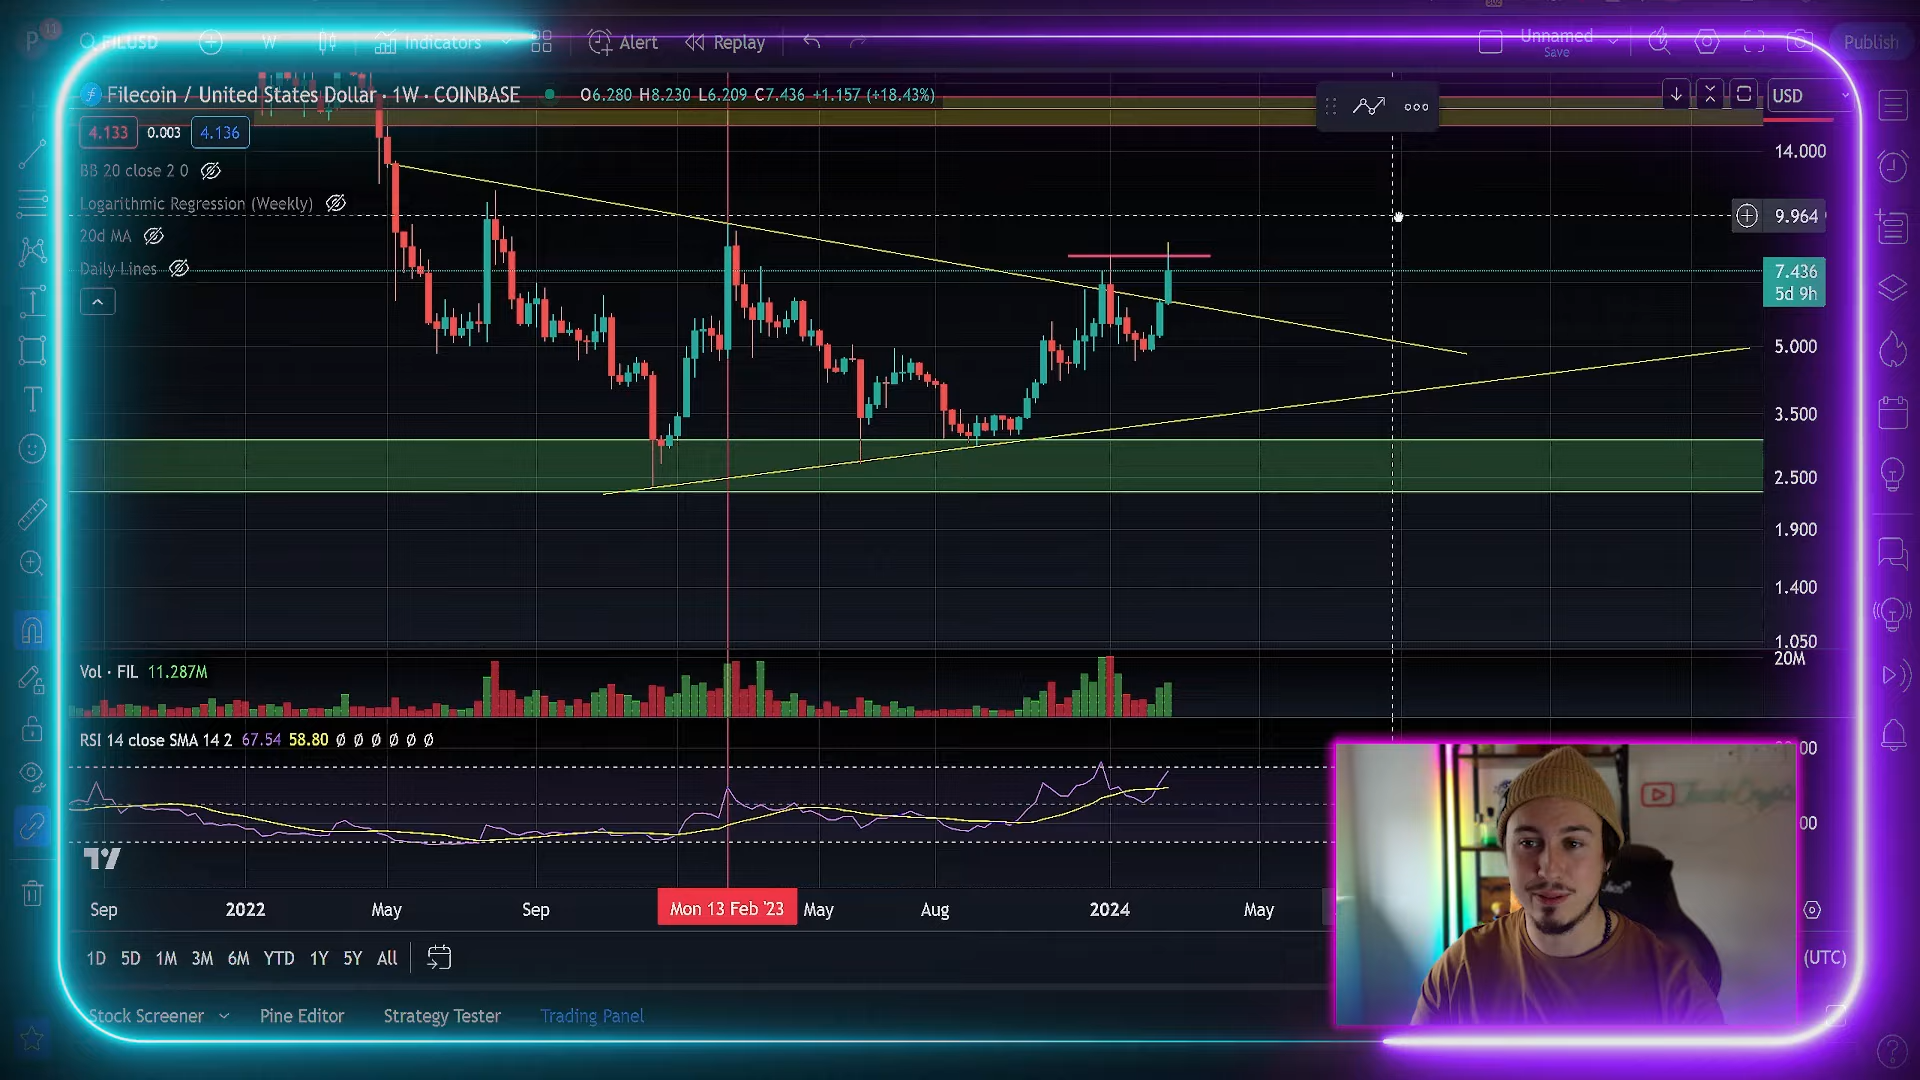 FILUSD W Indicators Alert Replay Unnamed Publish
Save
Filecoin / United States Dollar · 1W · COINBASE O6.280 H8.230 L6.209 C7.436 +1.157 (+18.43%) USD
4.133 0.003 4.136
14.000
BB 20 close 2 0
Logarithmic Regression (Weekly)
9.964
20d MA
Daily Lines
7.436
5d 9h
5.000
3.500
2.500
1.900
1.400
1.050
20M
Vol · FIL 11.287M
RSI 14 close SMA 14 2 67.54 58.80 Ø Ø Ø Ø Ø Ø
Sep 2022 May Sep Mon 13 Feb '23 May Aug 2024 May
1D 5D 1M 3M 6M YTD 1Y 5Y All (UTC)
Stock Screener Pine Editor Strategy Tester Trading Panel